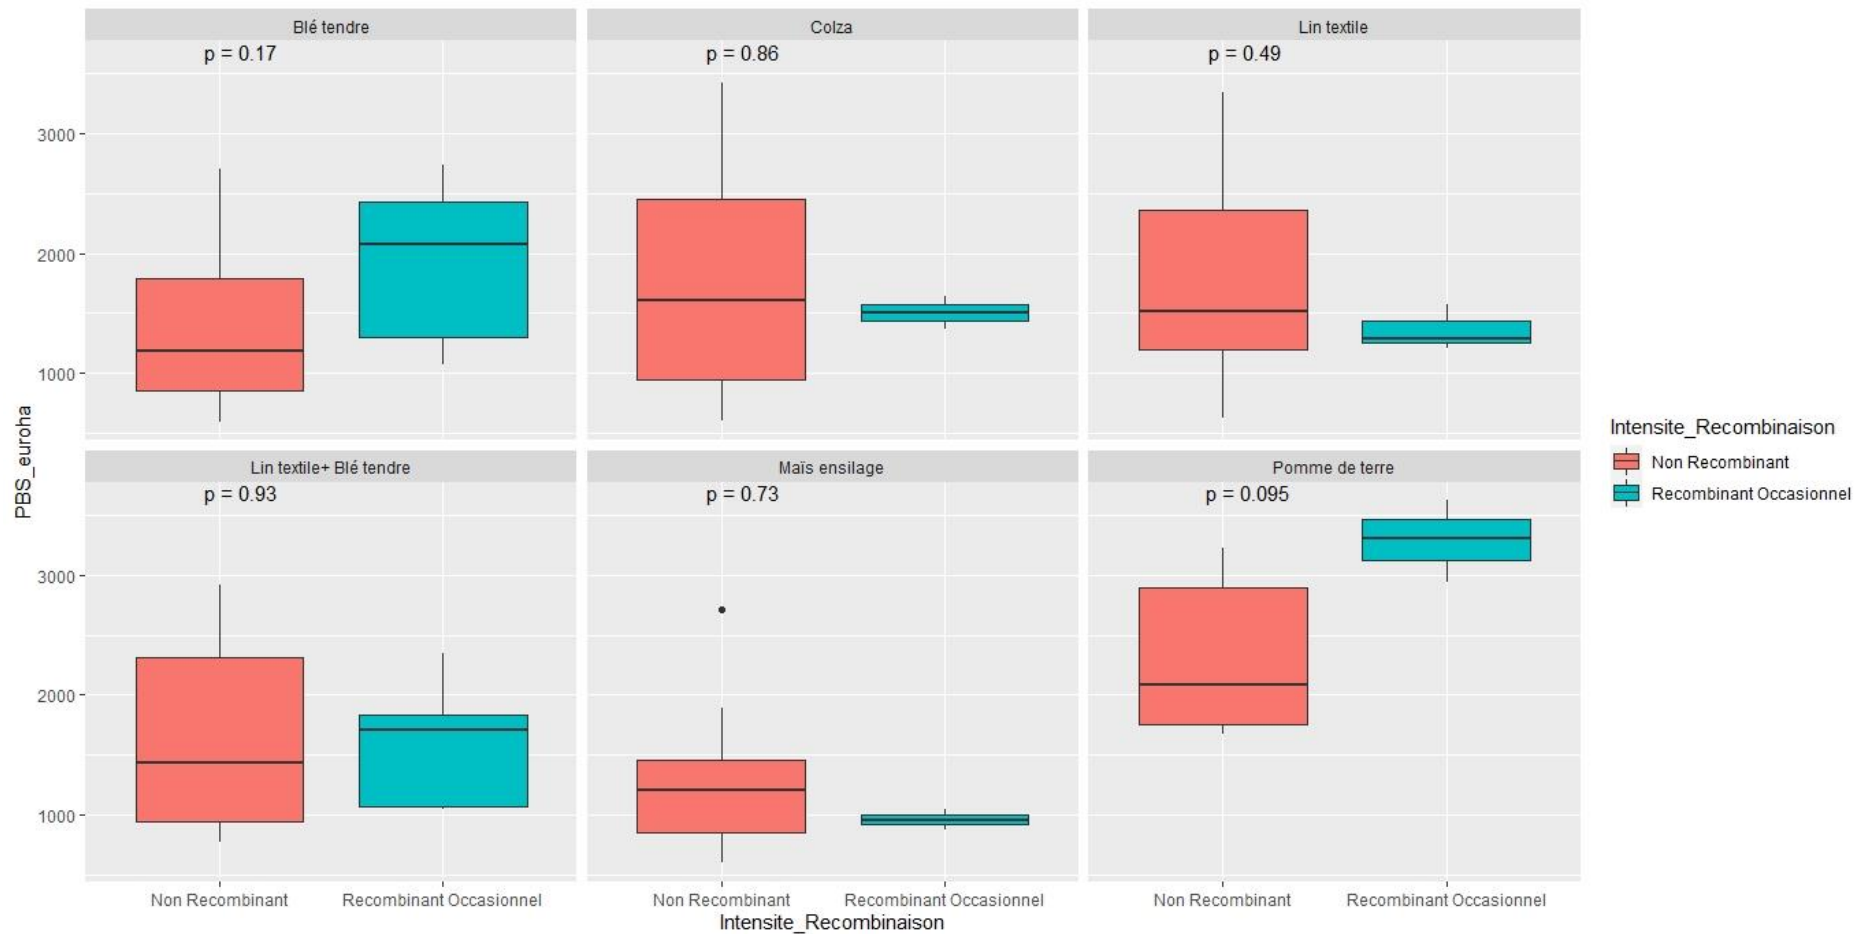 Blé tendre
Colza
Lin textile
p = 0.17
p = 0.86
p = 0.49
3000
2000
1000
PBS_euroha
Lin textile+ Blé tendre
Maïs ensilage
Pomme de terre
p = 0.93
p = 0.73
p = 0.095
3000
2000
1000
Non Recombinant
Recombinant Occasionnel
Non Recombinant
Recombinant Occasionnel
Non Recombinant
Recombinant Occasionnel
Intensite_Recombinaison
Intensite_Recombinaison
Non Recombinant
Recombinant Occasionnel